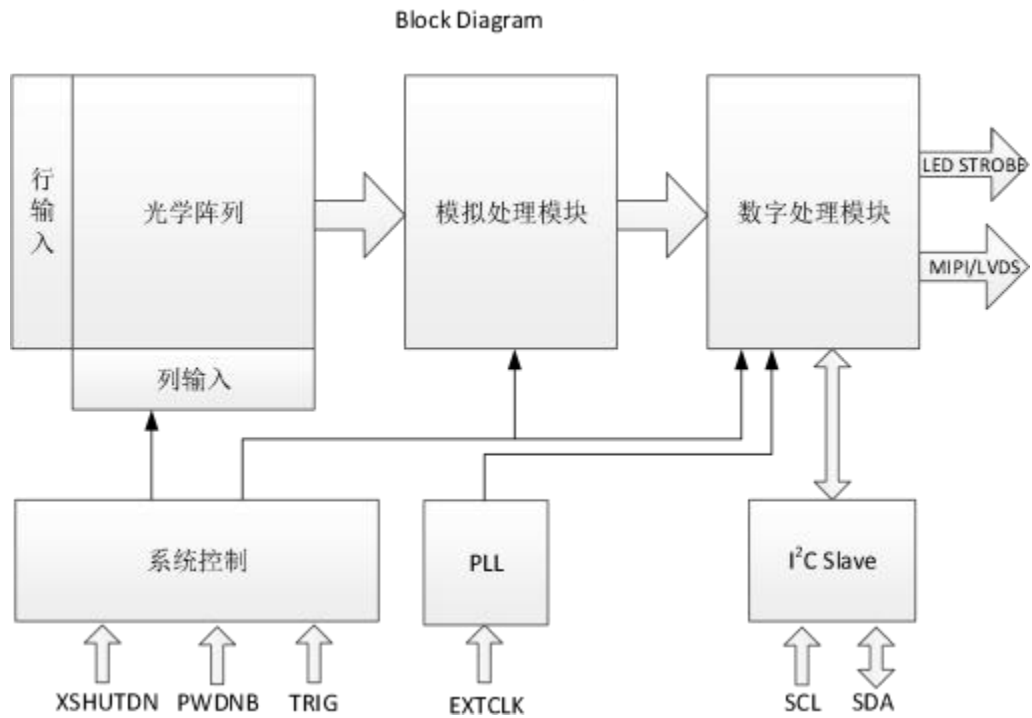 Block Diagram
行输入
光学阵列
模拟处理模块
数字处理模块
LED STROBE
MIPI/LVDS
列输入
系统控制
PLL
I²C Slave
XSHUTDN
PWDNB
TRIG
EXTCLK
SCL
SDA